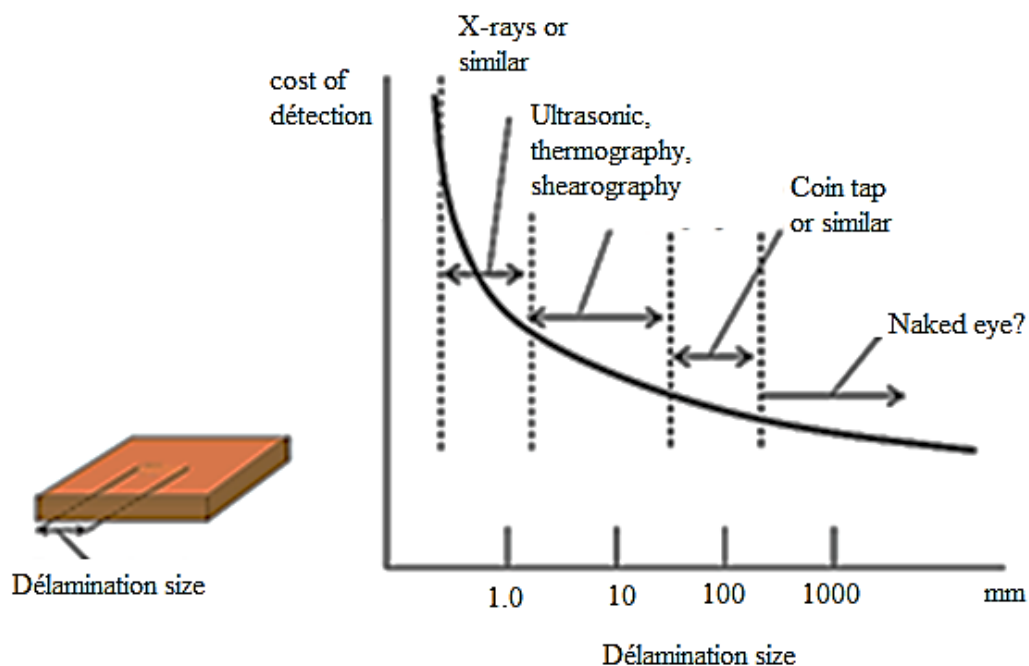 X-rays or
similar
cost of
détection
Ultrasonic,
thermography,
shearography
Coin tap
or similar
Naked eye?
Délamination size
1.0 10 100 1000 mm
Délamination size